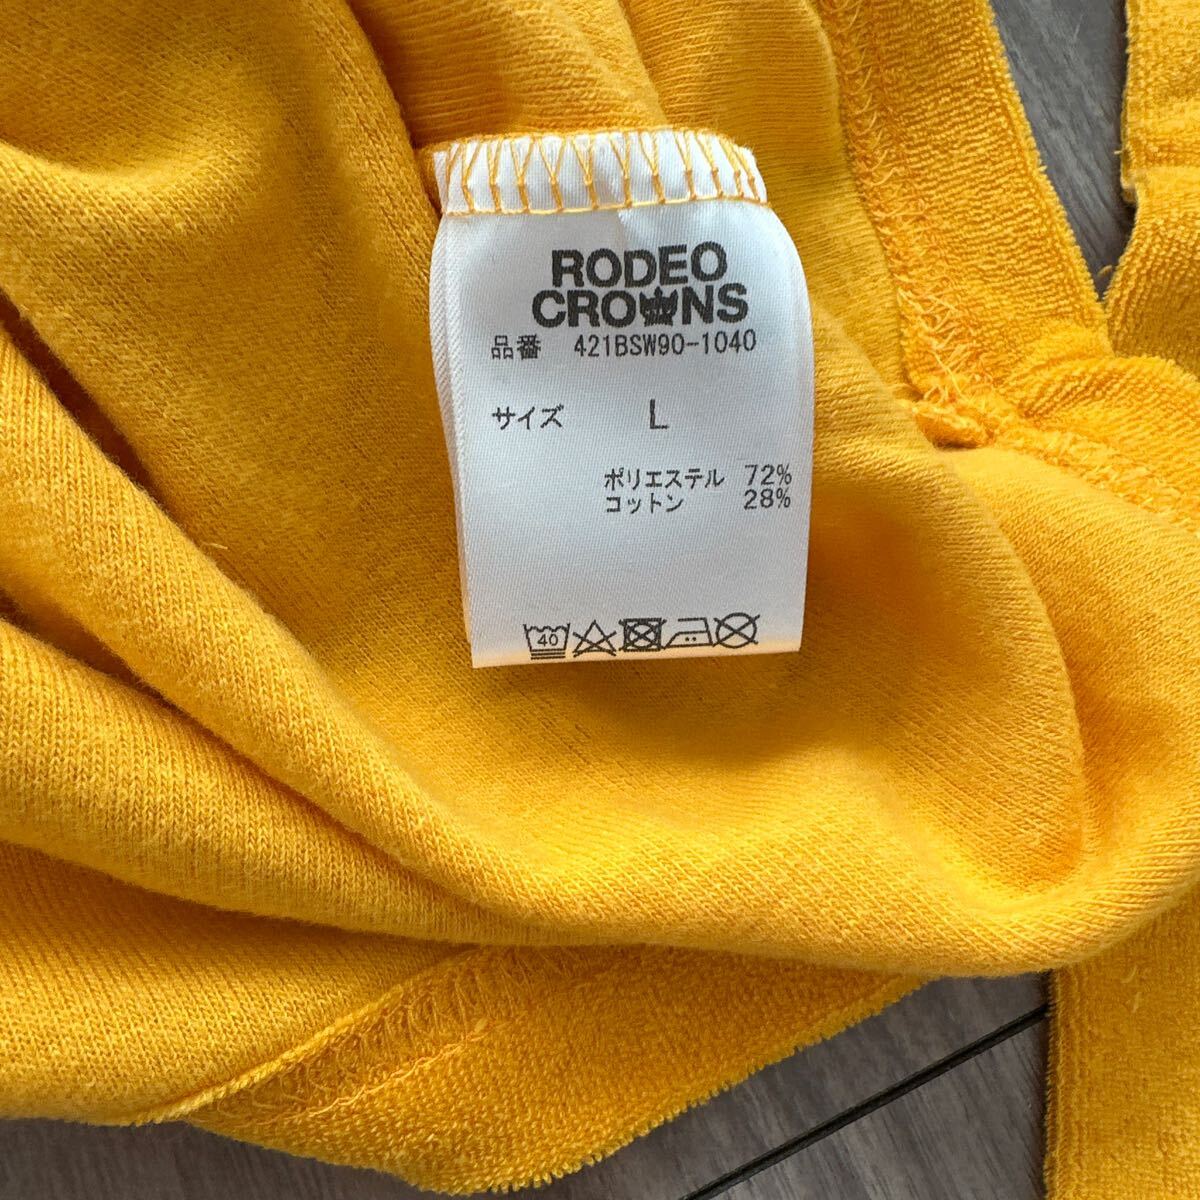 RODEO
CROWNS
品番 421BSW90-1040
サイズ L
ポリエステル 72%
コットン 28%
40